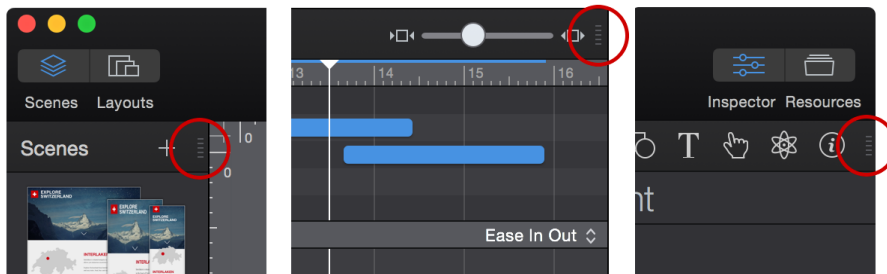 Scenes Layouts
Scenes
0
0
EXPLORE
SWITZERLAND
EXPLORE
SWITZERLAND
EXPLORE
SWITZERLAND
INTERLAKEN
13 14 15 16
Ease In Out
Inspector Resources
T
i
nt